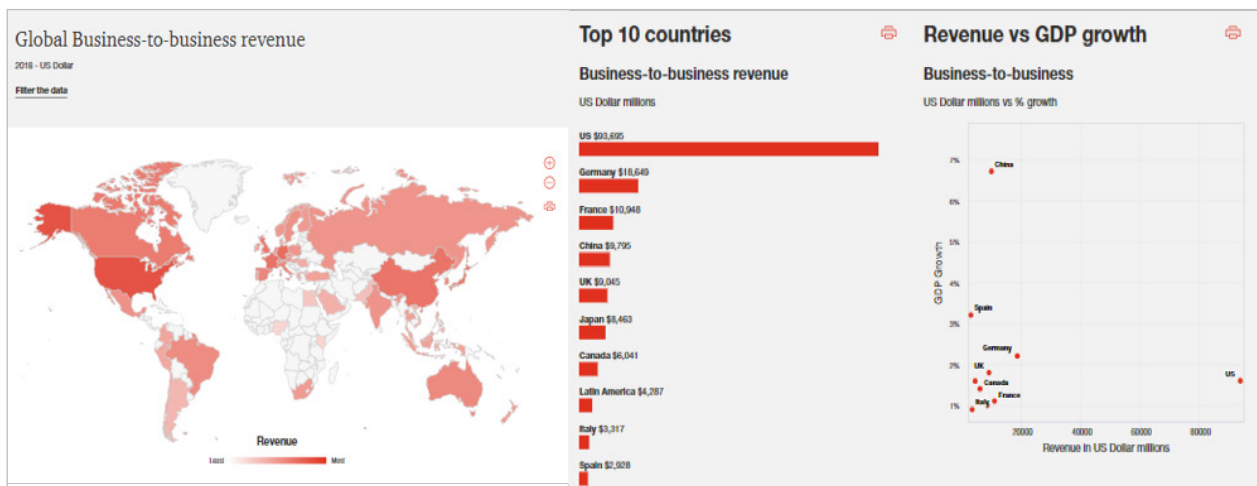 Global Business-to-business revenue
2018 - US Dollar
Filter the data
Revenue
Least
Most
Top 10 countries
Business-to-business revenue
US Dollar millions
US $93,695
Germany $18,649
France $10,948
China $9,795
UK $9,045
Japan $8,463
Canada $6,041
Latin America $4,287
Italy $3,317
Spain $2,928
Revenue vs GDP growth
Business-to-business
US Dollar millions vs % growth
GDP Growth
7%
6%
5%
4%
3%
2%
1%
China
Spain
Germany
UK
US
Canada
France
Italy
20000
40000
60000
80000
Revenue in US Dollar millions